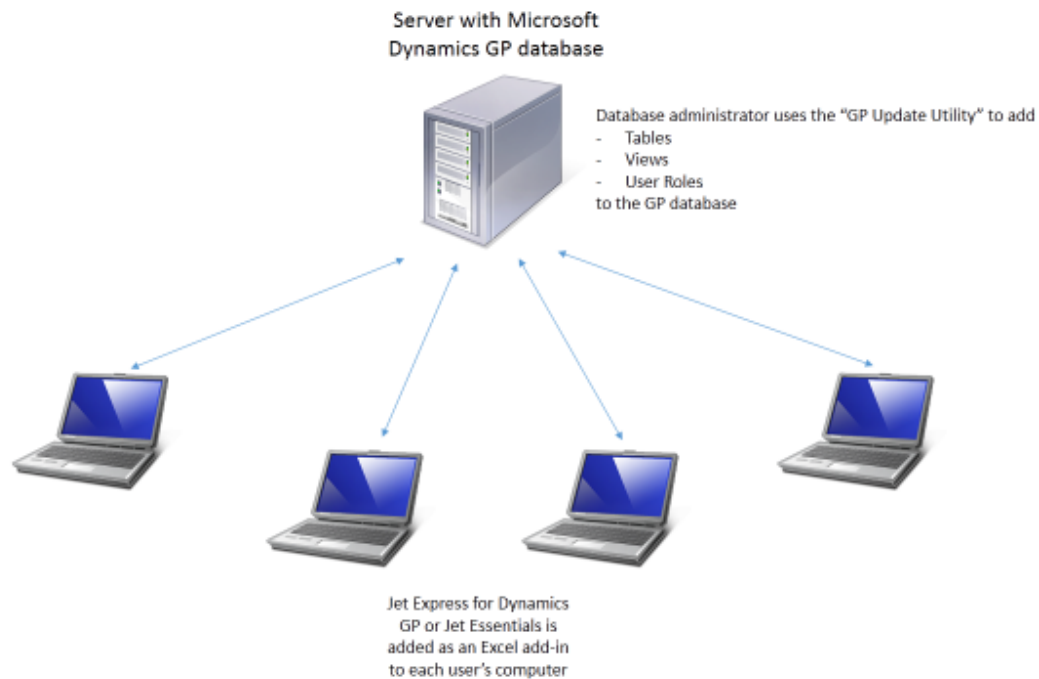 Server with Microsoft
Dynamics GP database
Database administrator uses the “GP Update Utility” to add
- Tables
- Views
- User Roles
to the GP database
Jet Express for Dynamics
GP or Jet Essentials is
added as an Excel add-in
to each user’s computer